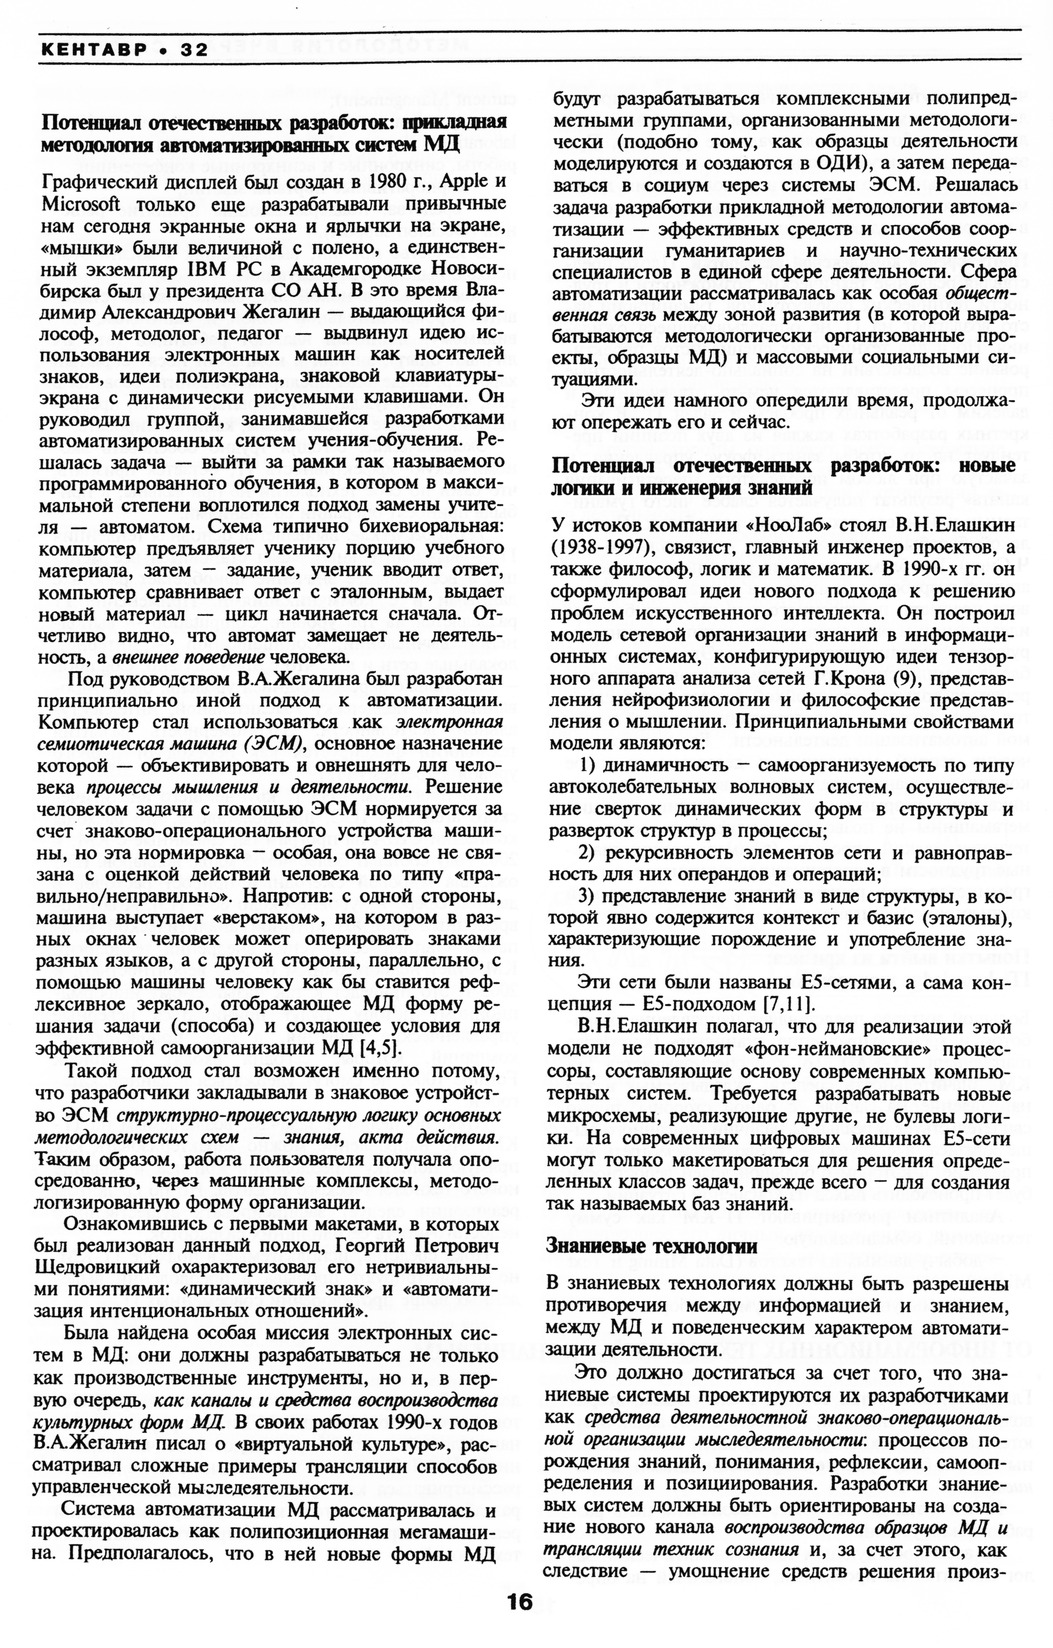 КЕНТАВР • 32
Потенциал отечественных разработок: прикладная
методология автоматизированных систем МД
Графический дисплей был создан в 1980 г., Apple и
Microsoft только еще разрабатывали привычные
нам сегодня экранные окна и ярлычки на экране,
«мышки» были величиной с полено, а единствен-
ный экземпляр IBM PC в Академгородке Новоси-
бирска был у президента СО АН. В это время Вла-
димир Александрович Жегалин — выдающийся фи-
лософ, методолог, педагог — выдвинул идею ис-
пользования электронных машин как носителей
знаков, идеи полиэкрана, знаковой клавиатуры-
экрана с динамически рисуемыми клавишами. Он
руководил группой, занимавшейся разработками
автоматизированных систем учения-обучения. Ре-
шалась задача — выйти за рамки так называемого
программированного обучения, в котором в макси-
мальной степени воплотился подход замены учите-
ля — автоматом. Схема типично бихевиоральная:
компьютер предъявляет ученику порцию учебного
материала, затем — задание, ученик вводит ответ,
компьютер сравнивает ответ с эталонным, выдает
новый материал — цикл начинается сначала. От-
четливо видно, что автомат замещает не деятель-
ность, а внешнее поведение человека.
Под руководством В.А.Жегалина был разработан
принципиально иной подход к автоматизации.
Компьютер стал использоваться как электронная
семиотическая машина (ЭСМ), основное назначение
которой — объективировать и овнешнять для чело-
века процессы мышления и деятельности. Решение
человеком задачи с помощью ЭСМ нормируется за
счет знаково-операционального устройства маши-
ны, но эта нормировка — особая, она вовсе не свя-
зана с оценкой действий человека по типу «пра-
вильно/неправильно». Напротив: с одной стороны,
машина выступает «верстаком», на котором в раз-
ных окнах человек может оперировать знаками
разных языков, а с другой стороны, параллельно, с
помощью машины человеку как бы ставится реф-
лексивное зеркало, отображающее МД форму ре-
шания задачи (способа) и создающее условия для
эффективной самоорганизации МД [4,5].
Такой подход стал возможен именно потому,
что разработчики закладывали в знаковое устройст-
во ЭСМ структурно-процессуальную логику основных
методологических схем — знания, акта действия.
Таким образом, работа пользователя получала опо-
средованно, через машинные комплексы, методо-
логизированную форму организации.
Ознакомившись с первыми макетами, в которых
был реализован данный подход, Георгий Петрович
Щедровицкий охарактеризовал его нетривиальны-
ми понятиями: «динамический знак» и «автомати-
зация интенциональных отношений».
Была найдена особая миссия электронных сис-
тем в МД: они должны разрабатываться не только
как производственные инструменты, но и, в пер-
вую очередь, как каналы и средства воспроизводства
культурных форм МД. В своих работах 1990-х годов
В.А.Жегалин писал о «виртуальной культуре», рас-
сматривал сложные примеры трансляции способов
управленческой мыследеятельности.
Система автоматизации МД рассматривалась и
проектировалась как полипозиционная мегамаши-
на. Предполагалось, что в ней новые формы МД
будут разрабатываться комплексными полипред-
метными группами, организованными методологи-
чески (подобно тому, как образцы деятельности
моделируются и создаются в ОДИ), а затем переда-
ваться в социум через системы ЭСМ. Решалась
задача разработки прикладной методологии автома-
тизации — эффективных средств и способов соор-
ганизации гуманитариев и научно-технических
специалистов в единой сфере деятельности. Сфера
автоматизации рассматривалась как особая общест-
венная связь между зоной развития (в которой выра-
батываются методологически организованные про-
екты, образцы МД) и массовыми социальными си-
туациями.
Эти идеи намного опередили время, продолжа-
ют опережать его и сейчас.
Потенциал отечественных разработок: новые
логики и инженерия знаний
У истоков компании «НооЛаб» стоял В.Н.Елашкин
(1938-1997), связист, главный инженер проектов, а
также философ, логик и математик. В 1990-х гг. он
сформулировал идеи нового подхода к решению
проблем искусственного интеллекта. Он построил
модель сетевой организации знаний в информаци-
онных системах, конфигурирующую идеи тензор-
ного аппарата анализа сетей Г.Крона (9), представ-
ления нейрофизиологии и философские представ-
ления о мышлении. Принципиальными свойствами
модели являются:
1) динамичность — самоорганизуемость по типу
автоколебательных волновых систем, осуществле-
ние сверток динамических форм в структуры и
разверток структур в процессы;
2) рекурсивность элементов сети и равноправ-
ность для них операндов и операций;
3) представление знаний в виде структуры, в ко-
торой явно содержится контекст и базис (эталоны),
характеризующие порождение и употребление зна-
ния.
Эти сети были названы Е5-сетями, а сама кон-
цепция — Е5-подходом [7,11].
В.Н.Елашкин полагал, что для реализации этой
модели не подходят «фон-неймановские» процес-
соры, составляющие основу современных компью-
терных систем. Требуется разрабатывать новые
микросхемы, реализующие другие, не булевы логи-
ки. На современных цифровых машинах Е5-сети
могут только макетироваться для решения опреде-
ленных классов задач, прежде всего — для создания
так называемых баз знаний.
Знаниевые технологии
В знаниевых технологиях должны быть разрешены
противоречия между информацией и знанием,
между МД и поведенческим характером автомати-
зации деятельности.
Это должно достигаться за счет того, что зна-
ниевые системы проектируются их разработчиками
как средства деятельностной знаково-операциональ-
ной организации мыследеятельности: процессов по-
рождения знаний, понимания, рефлексии, самооп-
ределения и позициирования. Разработки знание-
вых систем должны быть ориентированы на созда-
ние нового канала воспроизводства образцов МД и
трансляции техник сознания и, за счет этого, как
следствие — умощнение средств решения произ-
16